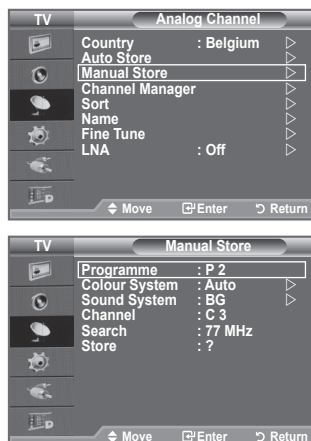 TV Analog Channel
Country : Belgium
Auto Store
Manual Store
Channel Manager
Sort
Name
Fine Tune
LNA : Off
Move Enter Return
TV Manual Store
Programme : P 2
Colour System : Auto
Sound System : BG
Channel : C 3
Search : 77 MHz
Store : ?
Move Enter Return